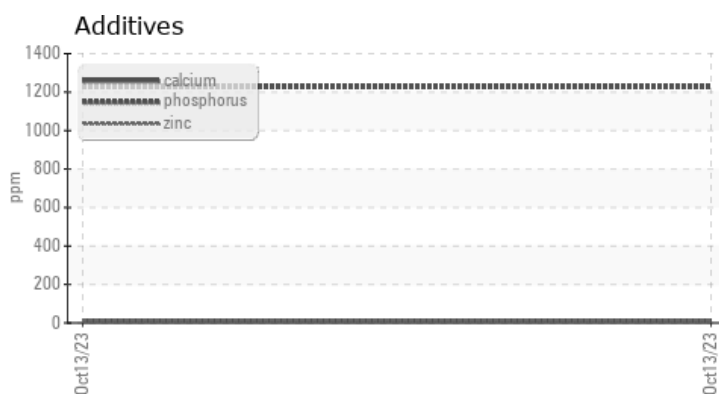 Additives
1400
1200
1000
800
600
400
200
0
ppm
calcium
phosphorus
zinc
Oct13/23
Oct13/23